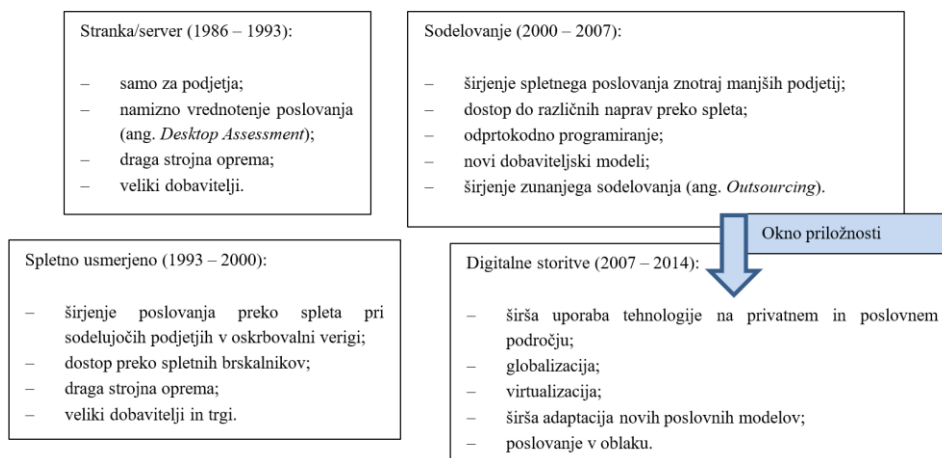 Stranka/server (1986 – 1993):
– samo za podjetja;
– namizno vrednotenje poslovanja
(ang. Desktop Assessment);
– draga strojna oprema;
– veliki dobavitelji.
Sodelovanje (2000 – 2007):
– širjenje spletnega poslovanja znotraj manjših podjetij;
– dostop do različnih naprav preko spleta;
– odprtokodno programiranje;
– novi dobaviteljski modeli;
– širjenje zunanjega sodelovanja (ang. Outsourcing).
Okno priložnosti
Spletno usmerjeno (1993 – 2000):
– širjenje poslovanja preko spleta pri
sodelujočih podjetjih v oskrbovalni verigi;
– dostop preko spletnih brskalnikov;
– draga strojna oprema;
– veliki dobavitelji in trgi.
Digitalne storitve (2007 – 2014):
– širša uporaba tehnologije na privatnem in poslovnem
področju;
– globalizacija;
– virtualizacija;
– širša adaptacija novih poslovnih modelov;
– poslovanje v oblaku.